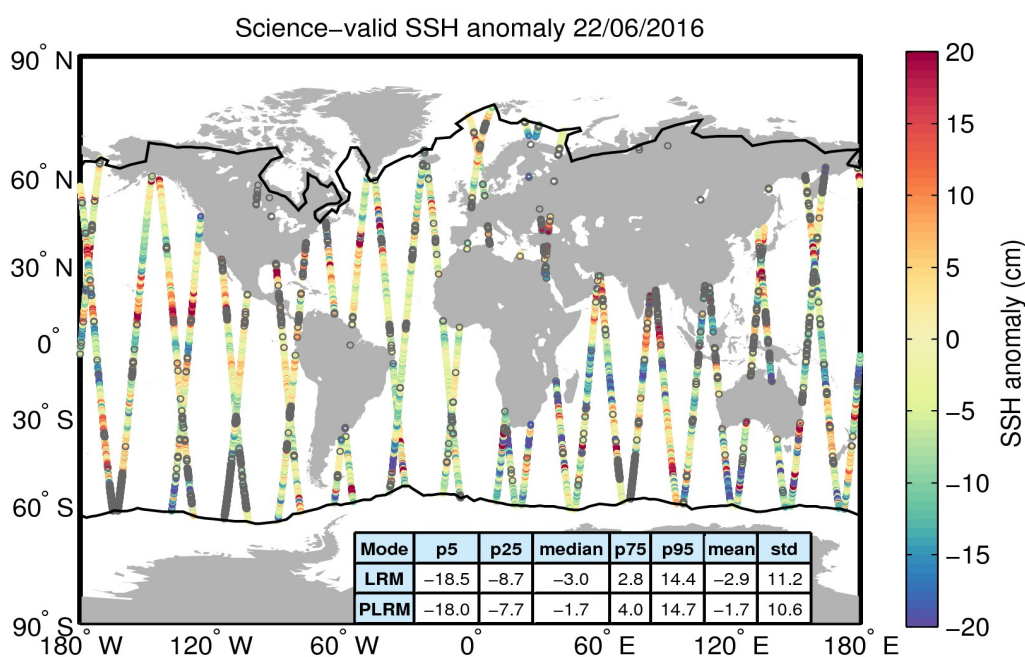 Science−valid SSH anomaly 22/06/2016
90° N
60° N
30° N
0°
30° S
60° S
90° S
180° W
120° W
60° W
0°
60° E
120° E
180° E
Mode p5 p25 median p75 p95 mean std
LRM −18.5 −8.7 −3.0 2.8 14.4 −2.9 11.2
PLRM −18.0 −7.7 −1.7 4.0 14.7 −1.7 10.6
20
15
10
5
0
−5
−10
−15
−20
SSH anomaly (cm)